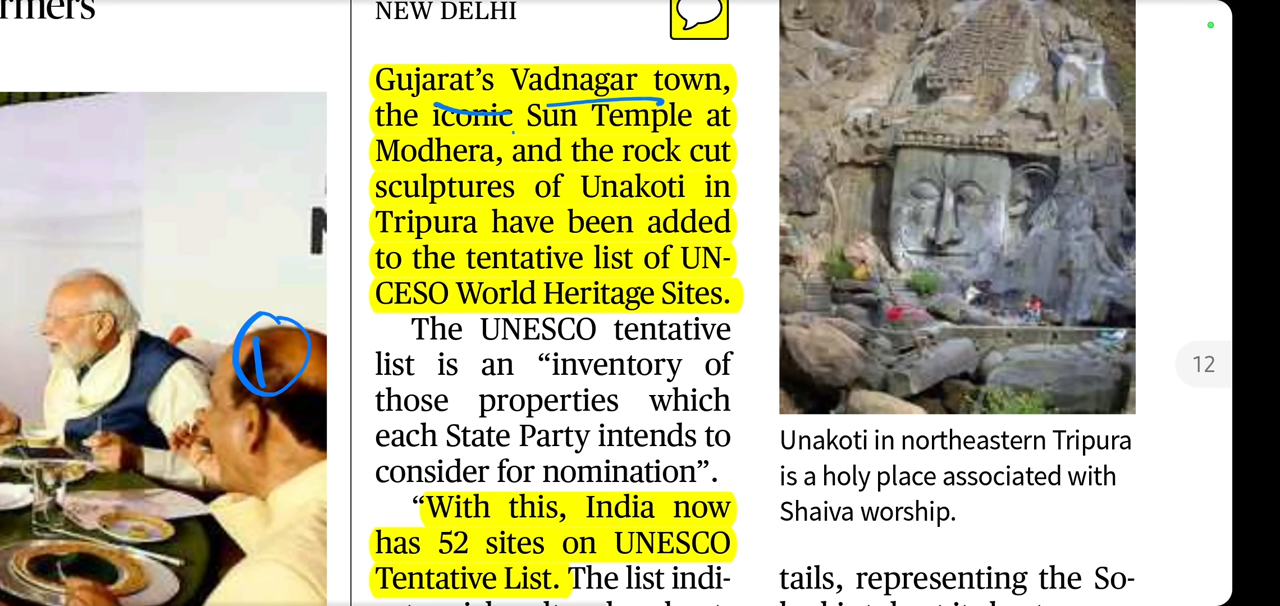 rmers
NEW DELHI
Gujarat’s Vadnagar town,
the iconic Sun Temple at
Modhera, and the rock cut
sculptures of Unakoti in
Tripura have been added
to the tentative list of UN-
CESO World Heritage Sites.
The UNESCO tentative
list is an “inventory of
those properties which
each State Party intends to
consider for nomination”.
“With this, India now
has 52 sites on UNESCO
Tentative List. The list indi-
Unakoti in northeastern Tripura
is a holy place associated with
Shaiva worship.
tails, representing the So-
12